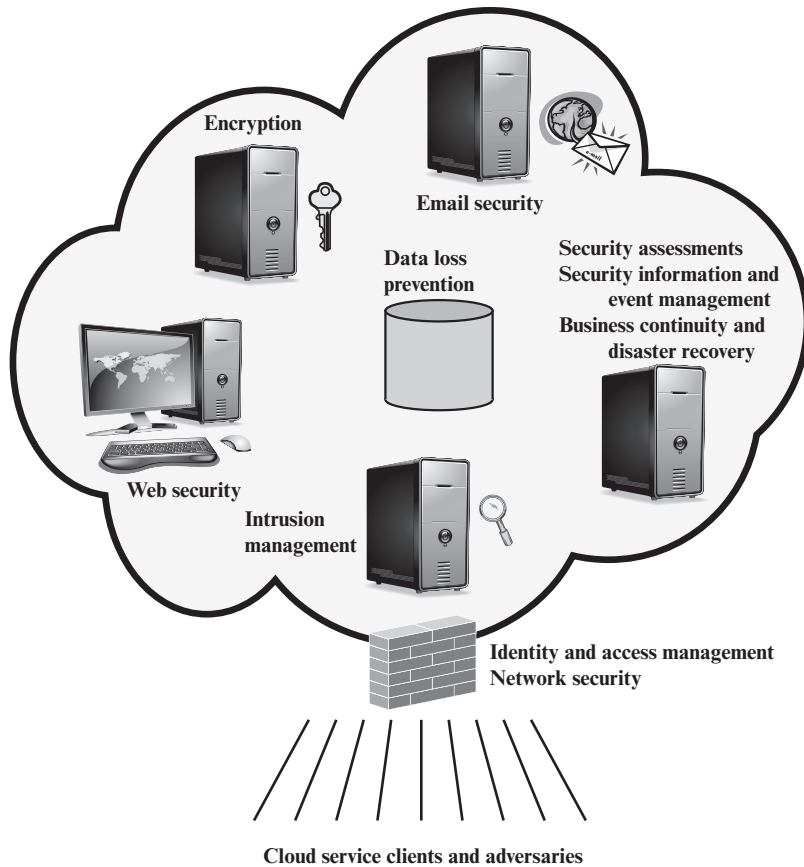 Encryption
Email security
e-mail
Data loss
prevention
Security assessments
Security information and
event management
Business continuity and
disaster recovery
Web security
Intrusion
management
Identity and access management
Network security
Cloud service clients and adversaries